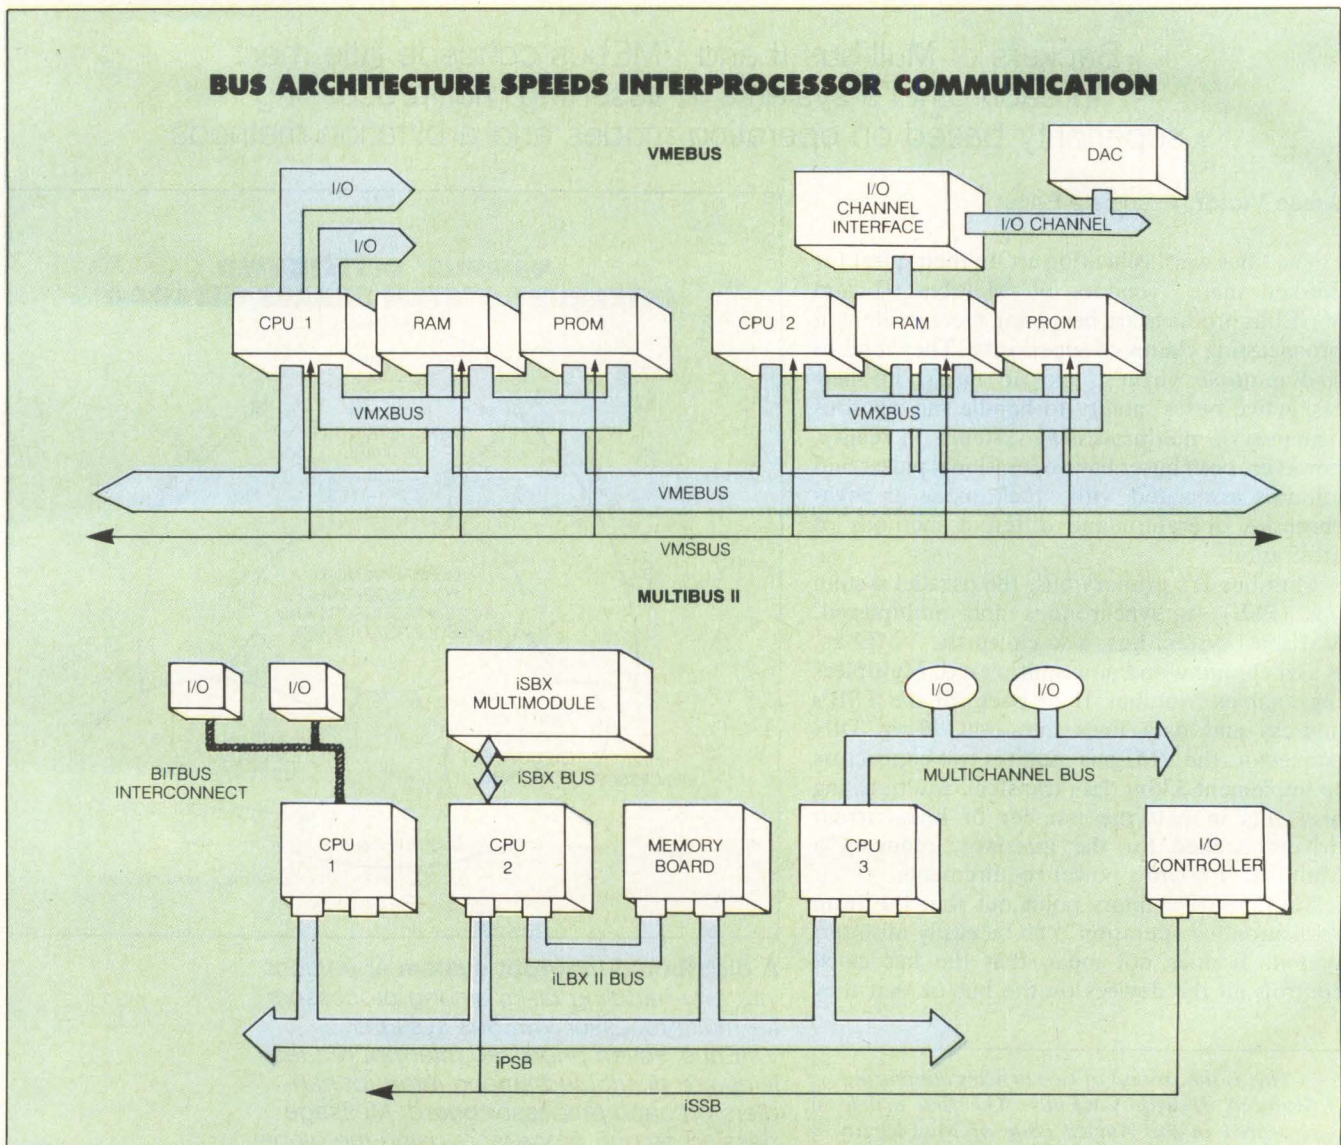 BUS ARCHITECTURE SPEEDS INTERPROCESSOR COMMUNICATION
VMEBUS
DAC
I/O
I/O
CHANNEL
INTERFACE
I/O CHANNEL
I/O
CPU 1
RAM
PROM
CPU 2
RAM
PROM
VMXBUS
VMXBUS
VMEBUS
VMSBUS
MULTIBUS II
I/O
I/O
iSBX
MULTIMODULE
I/O
I/O
BITBUS
INTERCONNECT
iSBX BUS
MULTICHANNEL BUS
CPU
1
CPU
2
MEMORY
BOARD
CPU
3
I/O
CONTROLLER
iLBX II BUS
iPSB
iSSB